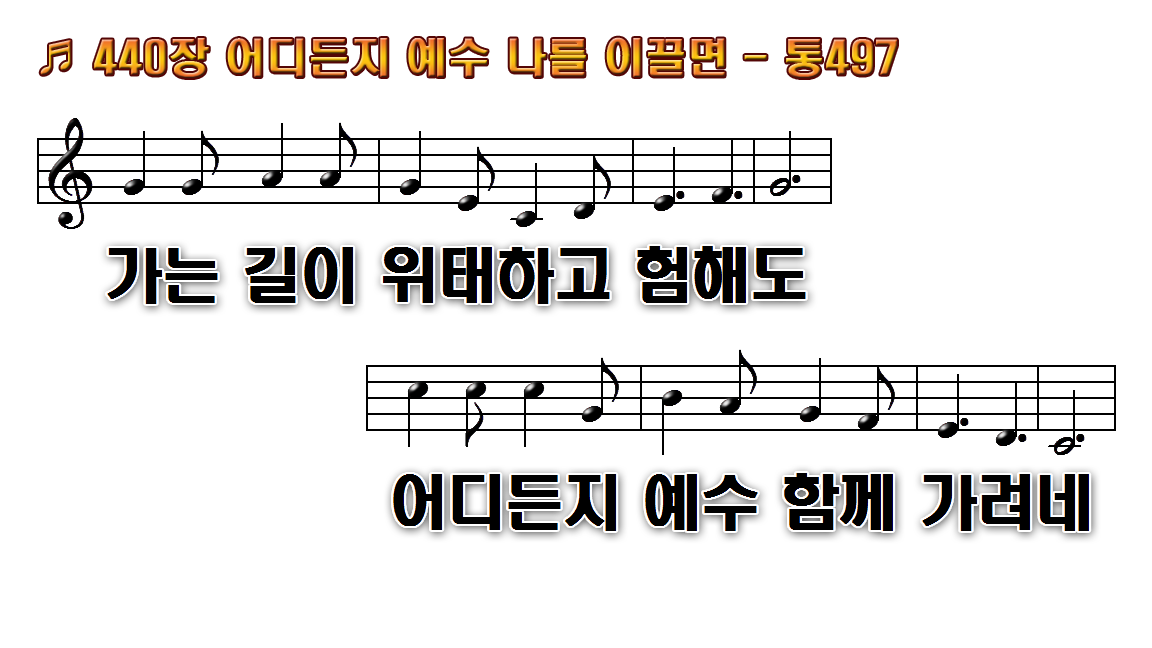 ♬ 440장 어디든지 예수 나를 이끌면 - 통497
가는 길이 위태하고 험해도
어디든지 예수 함께 가려네